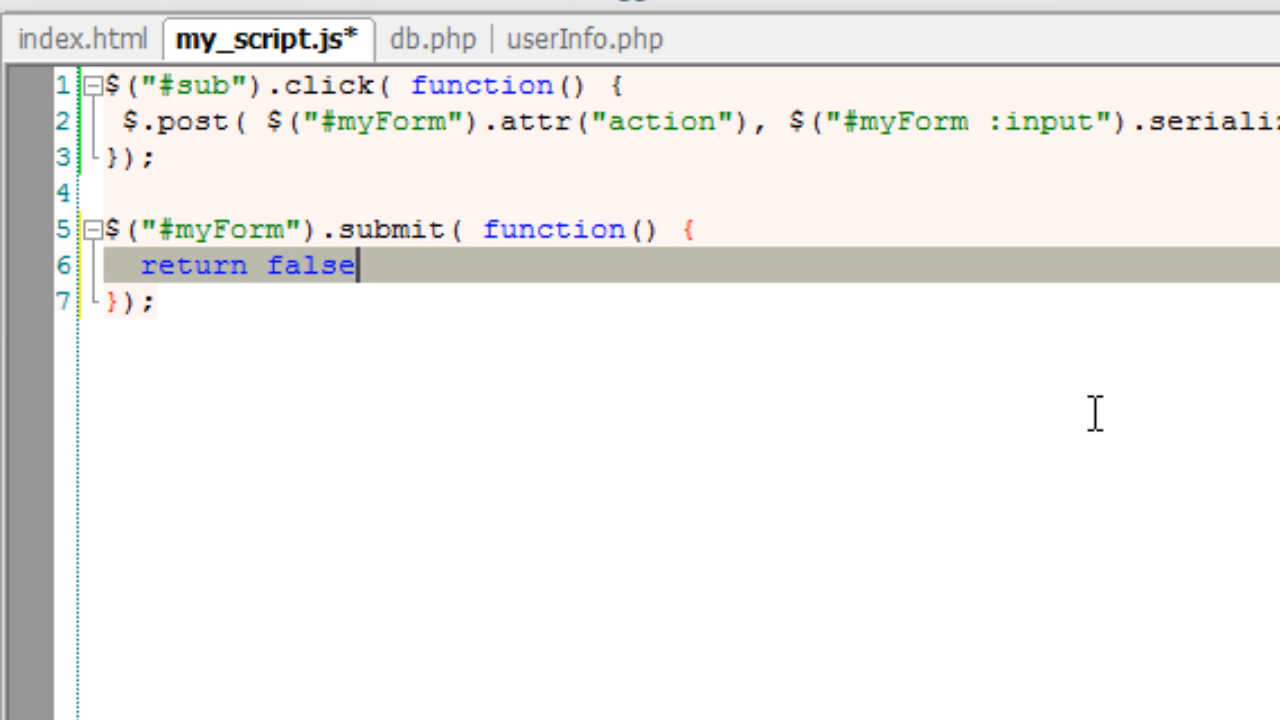 index.html my_script.js* db.php userInfo.php
1 $("#sub").click( function() {
2 $.post( $("#myForm").attr("action"), $("#myForm :input").seriali
3 });
4
5 $("#myForm").submit( function() {
6 return false
7 });